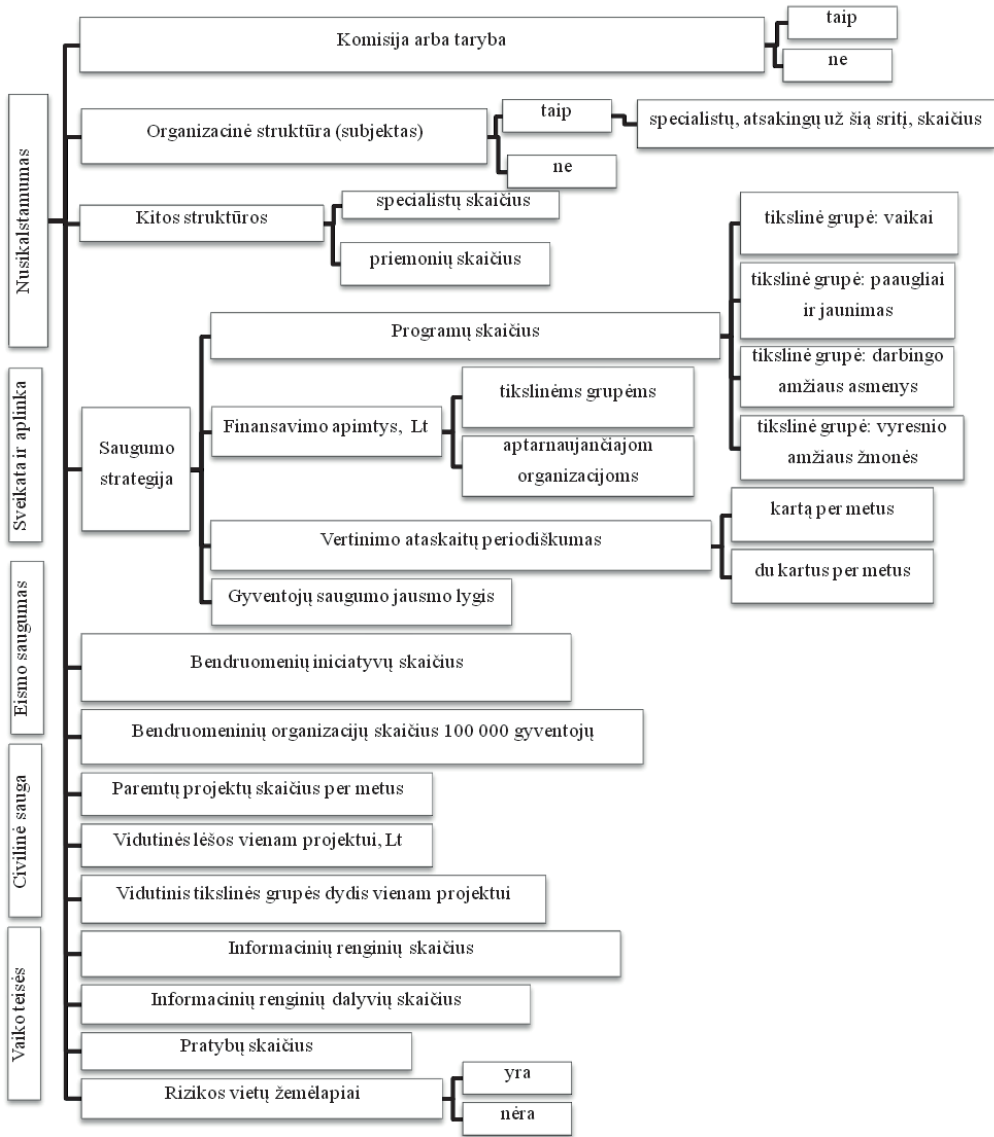 Komisija arba taryba
taip
ne
Nusikalstamumas
Organizacinė struktūra (subjektas)
taip
specialistų, atsakingų už šią sritį, skaičius
ne
Kitos struktūros
specialistų skaičius
priemonių skaičius
Sveikata ir aplinka
Saugumo
strategija
Programų skaičius
tikslinė grupė: vaikai
tikslinė grupė: paaugliai
ir jaunimas
tikslinė grupė: darbingo
amžiaus asmenys
tikslinė grupė: vyresnio
amžiaus žmonės
Finansavimo apimtys, Lt
tikslinėms grupėms
aptarnaujančiajom
organizacijoms
Vertinimo ataskaitų periodiškumas
kartą per metus
du kartus per metus
Gyventojų saugumo jausmo lygis
Eismo saugumas
Bendruomenių iniciatyvų skaičius
Bendruomeninių organizacijų skaičius 100 000 gyventojų
Civilinė sauga
Paremtų projektų skaičius per metus
Vidutinės lėšos vienam projektui, Lt
Vidutinis tikslinės grupės dydis vienam projektui
Vaiko teisės
Informacinių renginių skaičius
Informacinių renginių dalyvių skaičius
Pratybų skaičius
Rizikos vietų žemėlapiai
yra
nėra